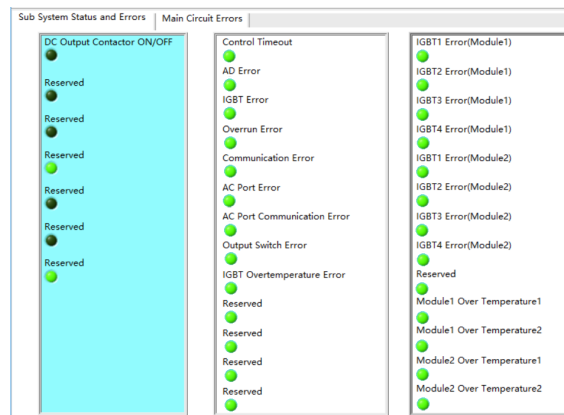 Sub System Status and Errors
Main Circuit Errors
DC Output Contactor ON/OFF
Reserved
Reserved
Reserved
Reserved
Reserved
Reserved
Control Timeout
AD Error
IGBT Error
Overrun Error
Communication Error
AC Port Error
AC Port Communication Error
Output Switch Error
IGBT Overtemperature Error
Reserved
Reserved
Reserved
Reserved
IGBT1 Error(Module1)
IGBT2 Error(Module1)
IGBT3 Error(Module1)
IGBT4 Error(Module1)
IGBT1 Error(Module2)
IGBT2 Error(Module2)
IGBT3 Error(Module2)
IGBT4 Error(Module2)
Reserved
Module1 Over Temperature1
Module1 Over Temperature2
Module2 Over Temperature1
Module2 Over Temperature2